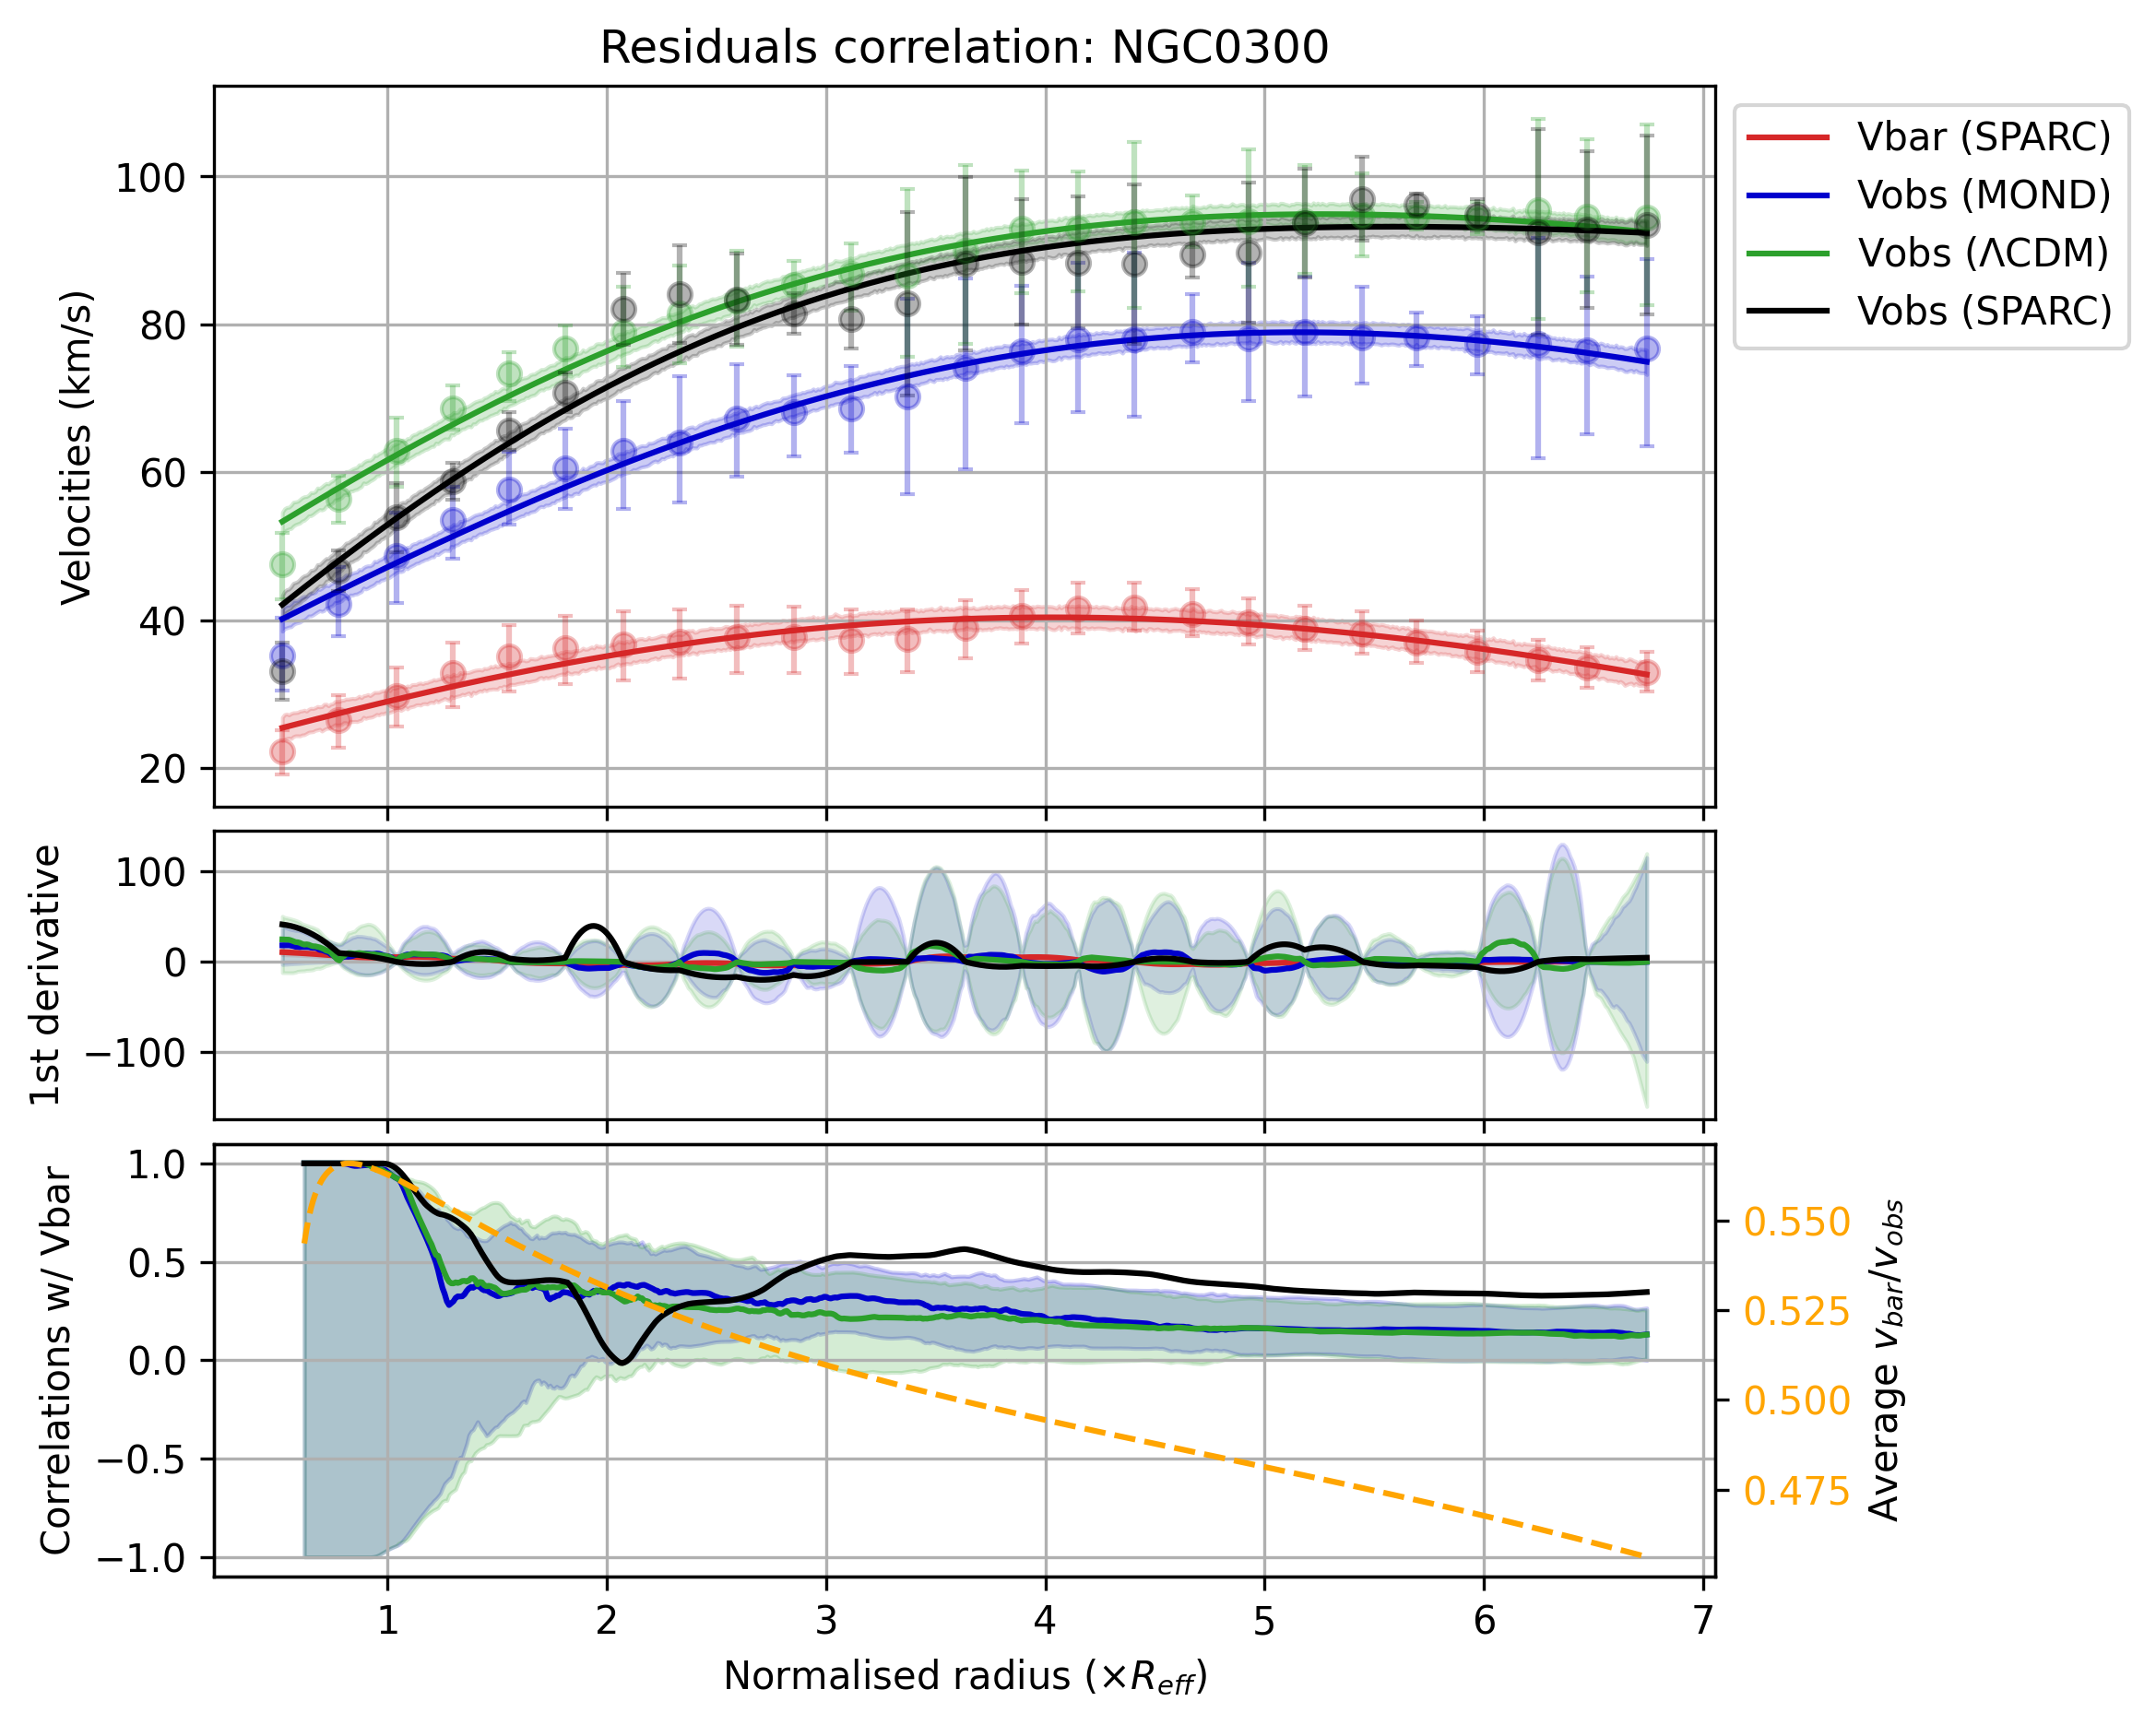 Residuals correlation: NGC0300
Velocities (km/s)
100
80
60
40
20
Vbar (SPARC)
Vobs (MOND)
Vobs (ΛCDM)
Vobs (SPARC)
1st derivative
100
0
−100
Correlations w/ Vbar
1.0
0.5
0.0
−0.5
−1.0
0.550
0.525
0.500
0.475
Average v_bar/v_obs
1 2 3 4 5 6 7
Normalised radius (×R_eff)